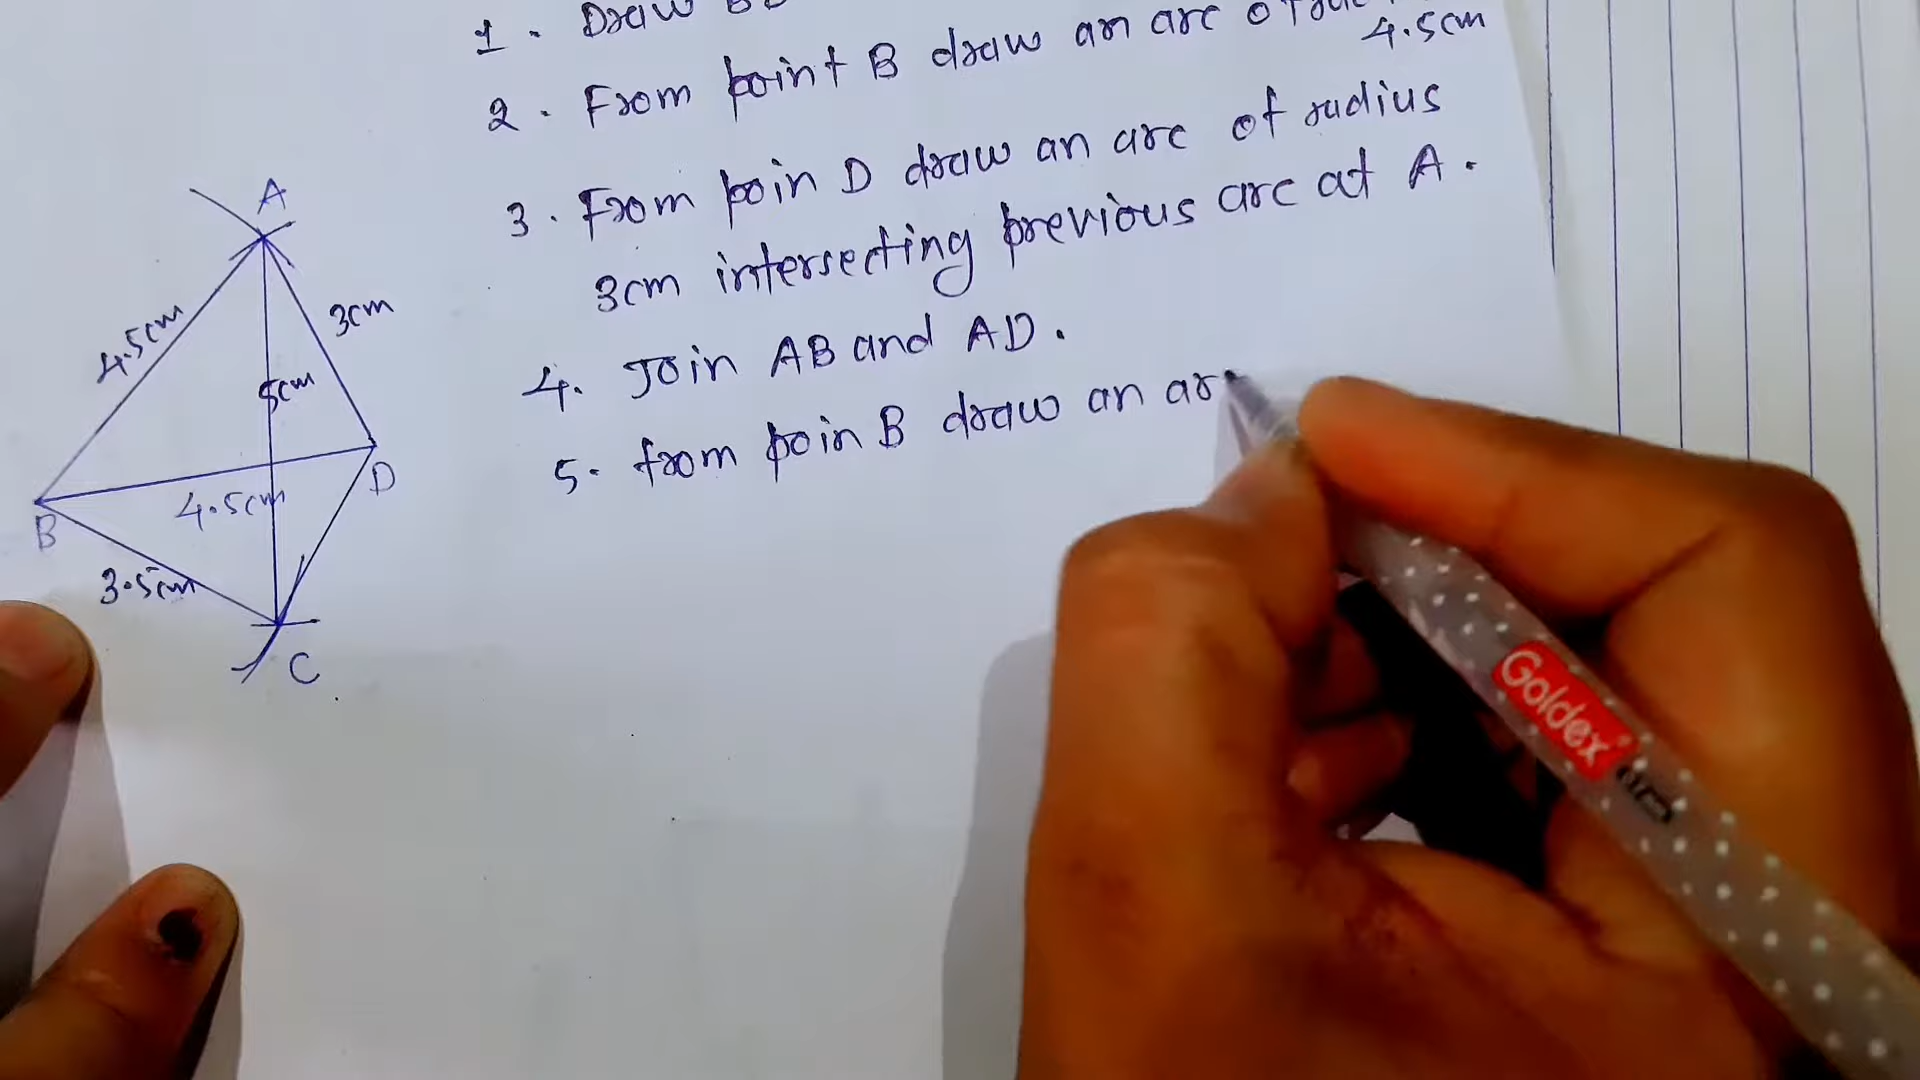 1. Draw
2. From point B draw an arc of
4.5cm
3. From poin D draw an arc of radius
3cm intersecting previous arc at A.
4. Join AB and AD.
5. from poin B draw an ar
A
4.5cm
3cm
5cm
B
4.5cm
D
3.5cm
C
Goldex